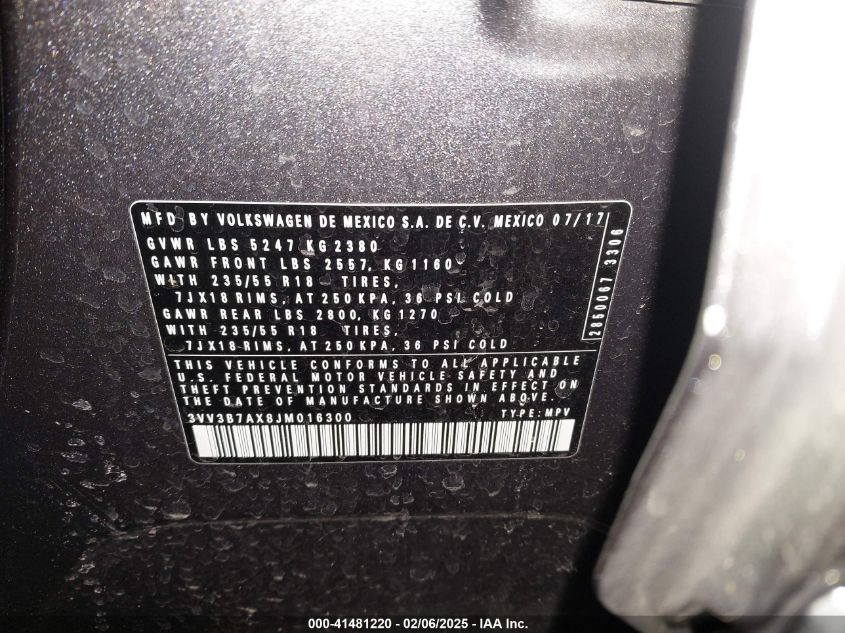 MFD BY VOLKSWAGEN DE MEXICO S.A. DE C.V. MEXICO 07/17
GVWR LBS 5247 KG 2380
GAWR FRONT LBS 2557, KG 1160
WITH 235/55 R18 TIRES,
7JX18 RIMS, AT 250 KPA, 36 PSI COLD
GAWR REAR LBS 2800, KG 1270
WITH 235/55 R18 TIRES,
7JX18 RIMS, AT 250 KPA, 36 PSI COLD
2850067 3306
THIS VEHICLE CONFORMS TO ALL APPLICABLE
U.S. FEDERAL MOTOR VEHICLE SAFETY AND
THEFT PREVENTION STANDARDS IN EFFECT ON
THE DATE OF MANUFACTURE SHOWN ABOVE.
3VV3B7AX8JM016300 TYPE: MPV
000-41481220 - 02/06/2025 - © IAA Inc.